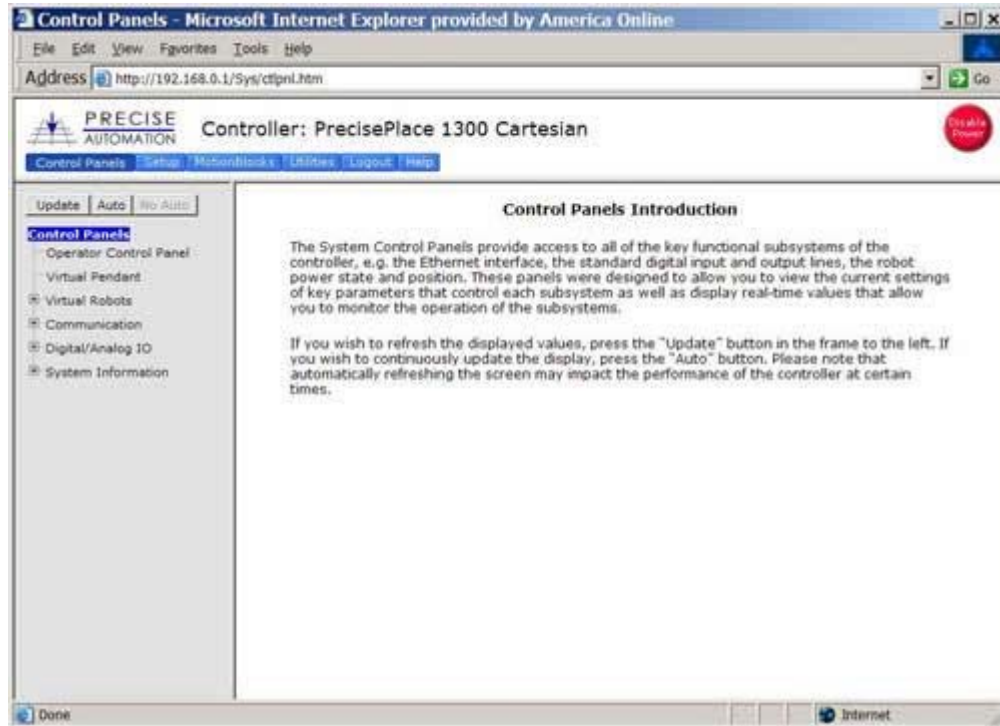 Control Panels - Microsoft Internet Explorer provided by America Online
File Edit View Favorites Tools Help
Address http://192.168.0.1/Sys/ctlpnl.htm Go
PRECISE
AUTOMATION
Controller: PrecisePlace 1300 Cartesian
Disable
Power
Control Panels Setup MotionBlocks Utilities Logout Help
Update Auto No Auto
Control Panels
Operator Control Panel
Virtual Pendant
Virtual Robots
Communication
Digital/Analog IO
System Information
Control Panels Introduction
The System Control Panels provide access to all of the key functional subsystems of the
controller, e.g. the Ethernet interface, the standard digital input and output lines, the robot
power state and position. These panels were designed to allow you to view the current settings
of key parameters that control each subsystem as well as display real-time values that allow
you to monitor the operation of the subsystems.
If you wish to refresh the displayed values, press the "Update" button in the frame to the left. If
you wish to continuously update the display, press the "Auto" button. Please note that
automatically refreshing the screen may impact the performance of the controller at certain
times.
Done
Internet